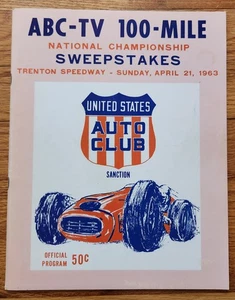 ABC-TV 100-MILE
NATIONAL CHAMPIONSHIP
SWEEPSTAKES
TRENTON SPEEDWAY - SUNDAY, APRIL 21, 1963
UNITED STATES
AUTO
CLUB
SANCTION
OFFICIAL
PROGRAM 50¢